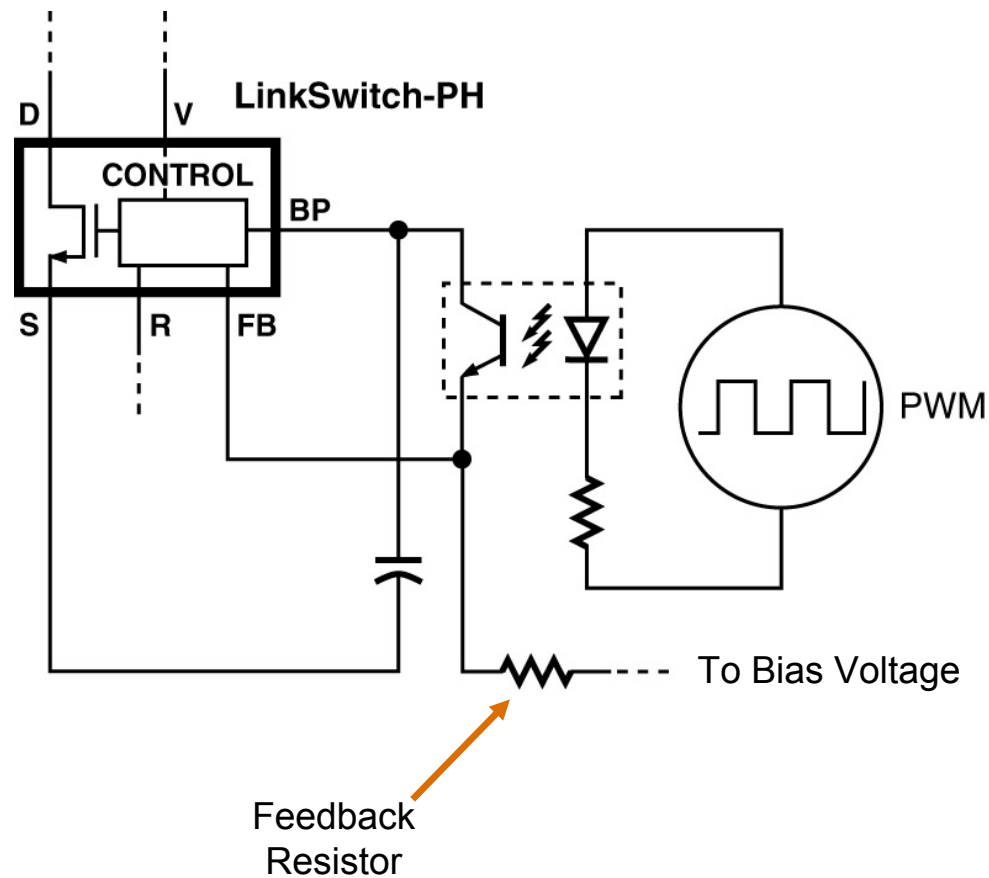 LinkSwitch-PH
D
V
CONTROL
BP
S
R
FB
PWM
To Bias Voltage
Feedback
Resistor